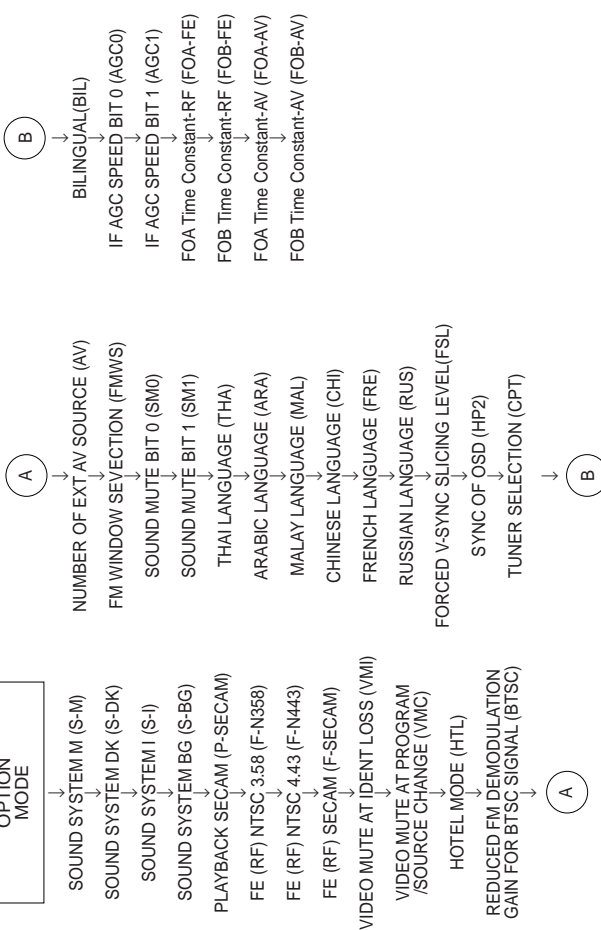 OPTION
MODE
SOUND SYSTEM M (S-M)
SOUND SYSTEM DK (S-DK)
SOUND SYSTEM I (S-I)
SOUND SYSTEM BG (S-BG)
PLAYBACK SECAM (P-SECAM)
FE (RF) NTSC 3.58 (F-N358)
FE (RF) NTSC 4.43 (F-N443)
FE (RF) SECAM (F-SECAM)
VIDEO MUTE AT IDENT LOSS (VMI)
VIDEO MUTE AT PROGRAM
/SOURCE CHANGE (VMC)
HOTEL MODE (HTL)
REDUCED FM DEMODULATION
GAIN FOR BTSC SIGNAL (BTSC)
A
A
NUMBER OF EXT AV SOURCE (AV)
FM WINDOW SEVECTION (FMWS)
SOUND MUTE BIT 0 (SM0)
SOUND MUTE BIT 1 (SM1)
THAI LANGUAGE (THA)
ARABIC LANGUAGE (ARA)
MALAY LANGUAGE (MAL)
CHINESE LANGUAGE (CHI)
FRENCH LANGUAGE (FRE)
RUSSIAN LANGUAGE (RUS)
FORCED V-SYNC SLICING LEVEL(FSL)
SYNC OF OSD (HP2)
TUNER SELECTION (CPT)
B
B
BILINGUAL(BIL)
IF AGC SPEED BIT 0 (AGC0)
IF AGC SPEED BIT 1 (AGC1)
FOA Time Constant-RF (FOA-FE)
FOB Time Constant-RF (FOB-FE)
FOA Time Constant-AV (FOA-AV)
FOB Time Constant-AV (FOB-AV)